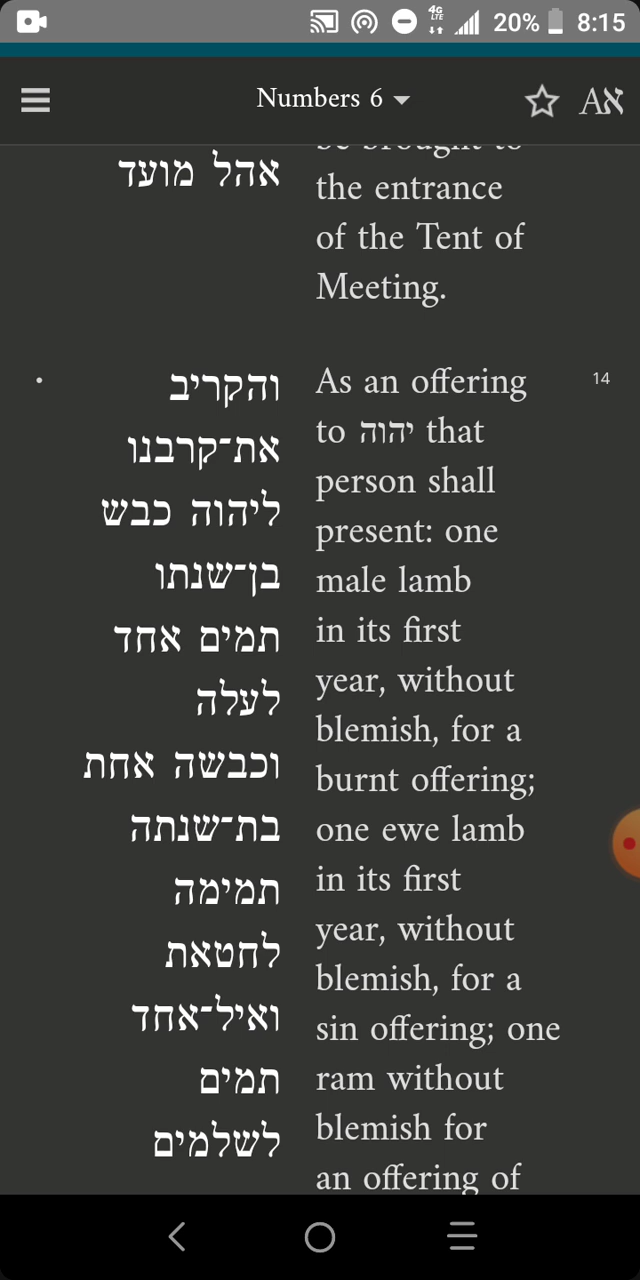 4G
LTE
20%
8:15
Numbers 6
Aא
אהל מועד
the entrance
of the Tent of
Meeting.
והקריב
את־קרבנו
ליהוה כבש
בן־שנתו
תמים אחד
לעלה
וכבשה אחת
בת־שנתה
תמימה
לחטאת
ואיל־אחד
תמים
לשלמים
As an offering
to יהוה that
person shall
present: one
male lamb
in its first
year, without
blemish, for a
burnt offering;
one ewe lamb
in its first
year, without
blemish, for a
sin offering; one
ram without
blemish for
an offering of
14